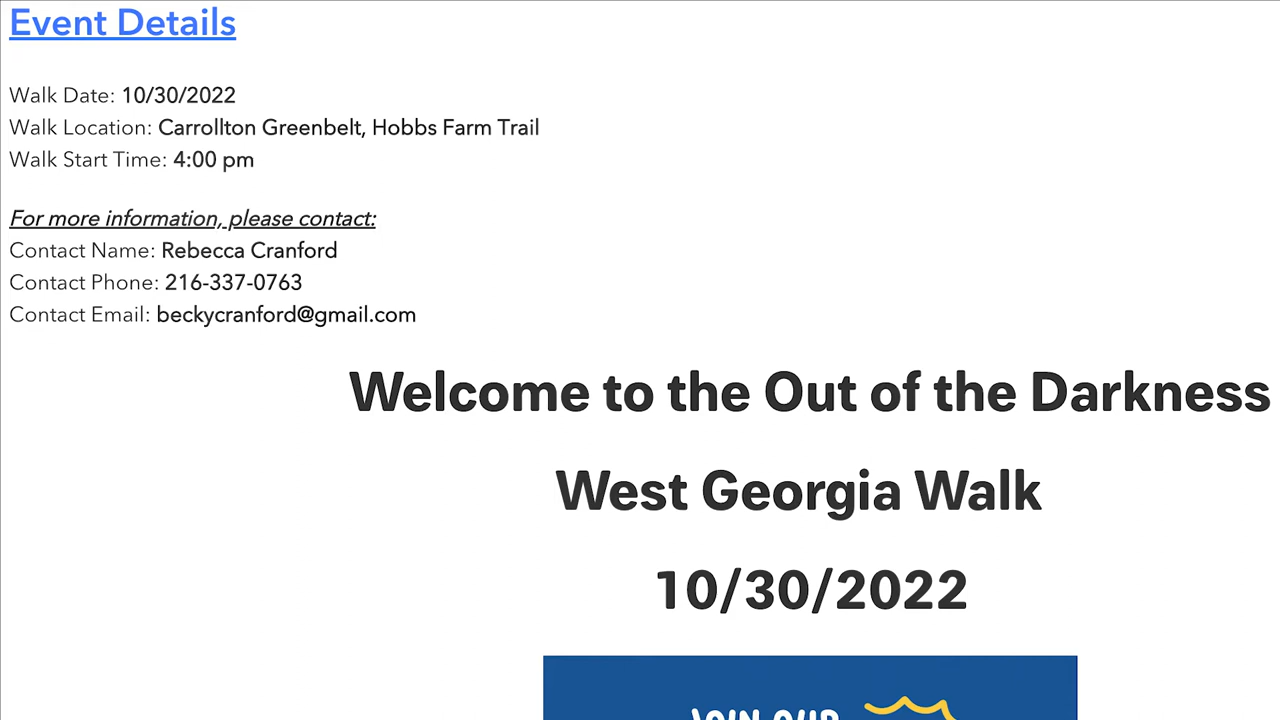 Event Details
Walk Date: 10/30/2022
Walk Location: Carrollton Greenbelt, Hobbs Farm Trail
Walk Start Time: 4:00 pm
For more information, please contact:
Contact Name: Rebecca Cranford
Contact Phone: 216-337-0763
Contact Email: beckycranford@gmail.com
Welcome to the Out of the Darkness
West Georgia Walk
10/30/2022
JOIN OUR